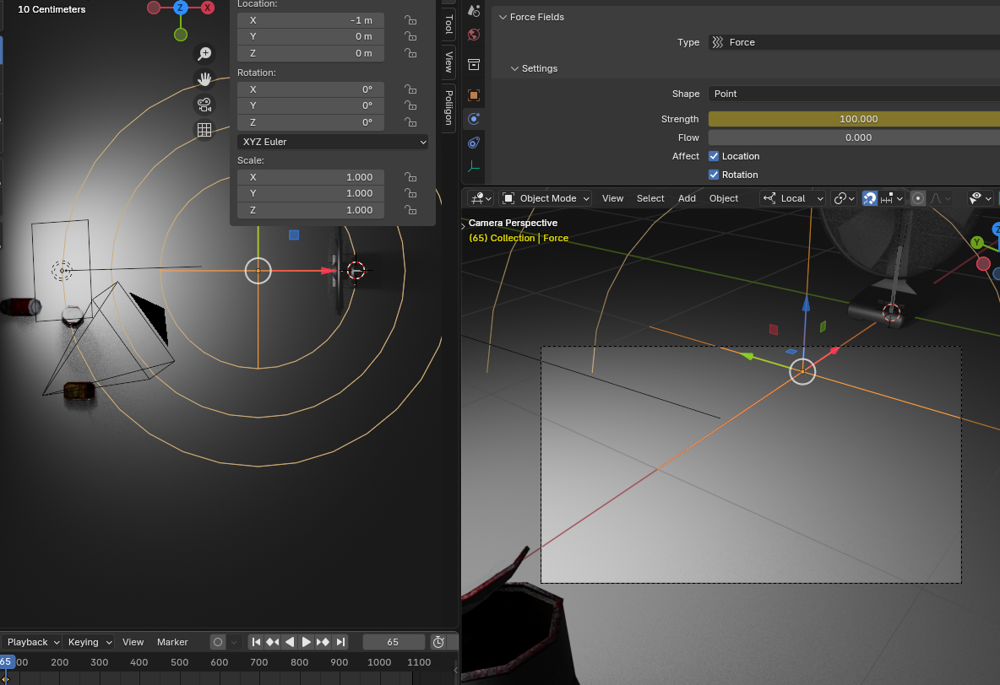 10 Centimeters
Z
X
Location:
X -1 m
Y 0 m
Z 0 m
Rotation:
X 0°
Y 0°
Z 0°
XYZ Euler
Scale:
X 1.000
Y 1.000
Z 1.000
Tool
View
Poliigon
Force Fields
Type Force
Settings
Shape Point
Strength 100.000
Flow 0.000
Affect Location
Rotation
Object Mode View Select Add Object Local
Camera Perspective
(65) Collection | Force
Z
Y
Playback Keying View Marker 65
65 00 200 300 400 500 600 700 800 900 1000 1100